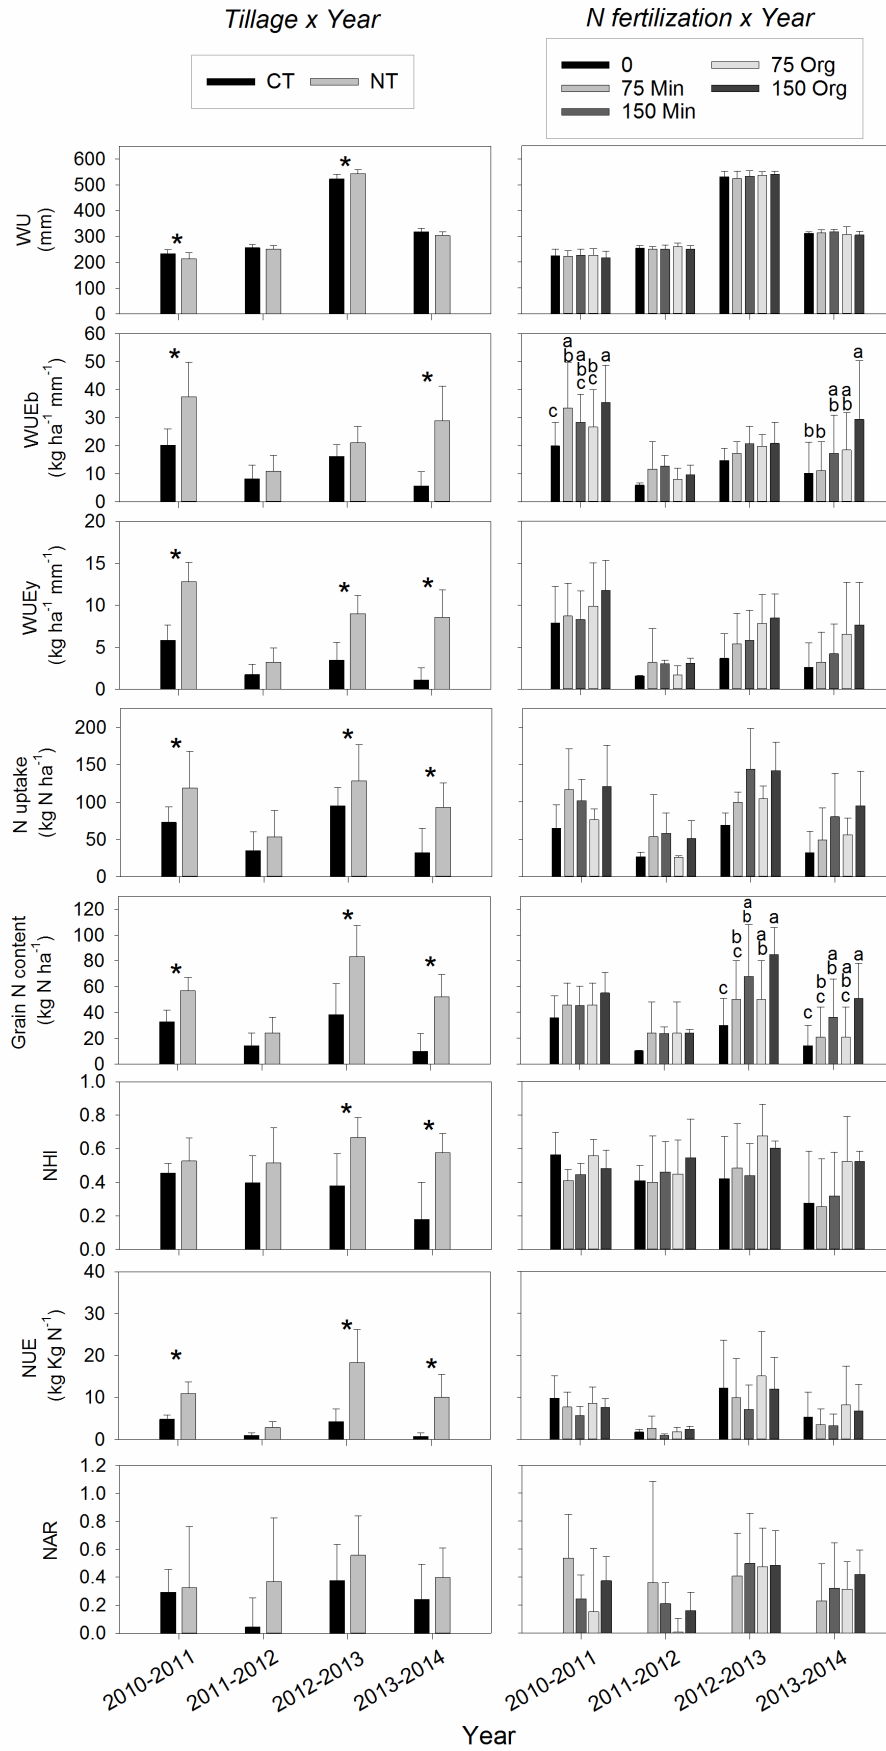 Tillage x Year
N fertilization x Year
CT NT
0 75 Org
75 Min 150 Org
150 Min
WU
(mm)
600
500
400
300
200
100
0
*
*
WUEb
(kg ha⁻¹ mm⁻¹)
60
50
40
30
20
10
0
*
*
c
a
b
a
b
c
b
c
a
b
b
a
b
a
b
a
WUEy
(kg ha⁻¹ mm⁻¹)
20
15
10
5
0
*
*
*
N uptake
(kg N ha⁻¹)
200
150
100
50
0
*
*
*
Grain N content
(kg N ha⁻¹)
120
100
80
60
40
20
0
*
*
*
c
b
c
a
b
a
b
a
c
b
c
a
b
a
b
c
a
NHI
1.0
0.8
0.6
0.4
0.2
0.0
*
*
NUE
(kg Kg N⁻¹)
40
30
20
10
0
*
*
*
NAR
1.2
1.0
0.8
0.6
0.4
0.2
0.0
2010-2011
2011-2012
2012-2013
2013-2014
2010-2011
2011-2012
2012-2013
2013-2014
Year